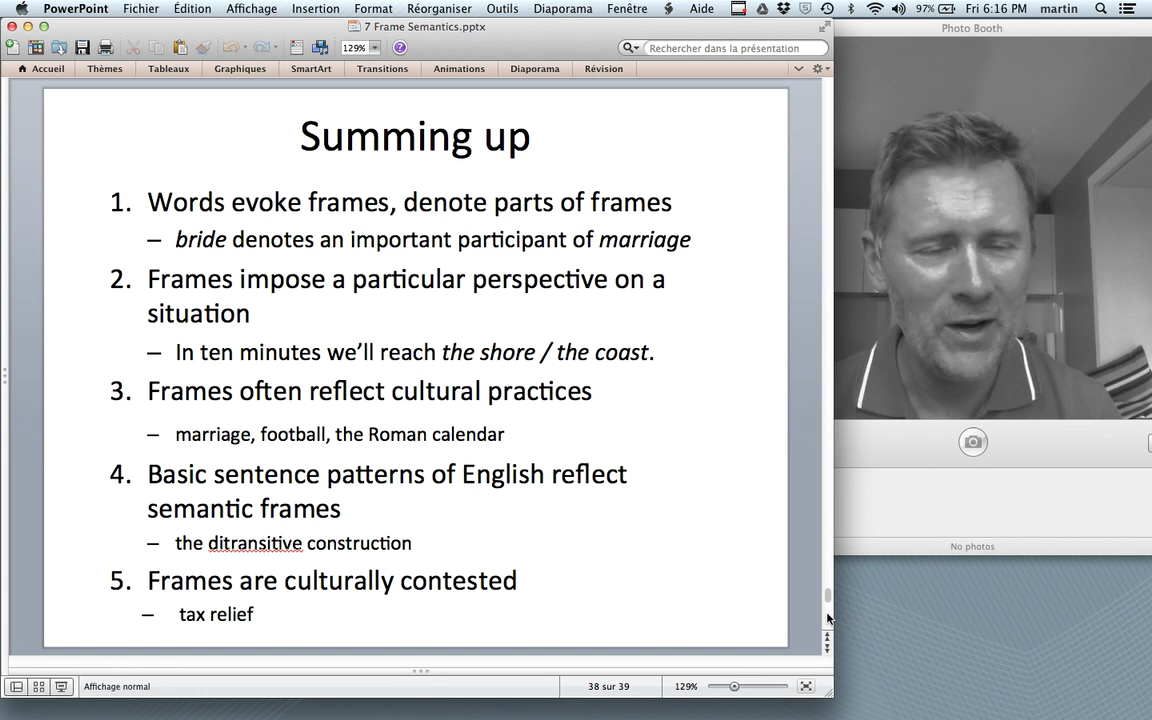 PowerPoint Fichier Édition Affichage Insertion Format Réorganiser Outils Diaporama Fenêtre Aide 97% Fri 6:16 PM martin
7 Frame Semantics.pptx
Photo Booth
129% Rechercher dans la présentation
Accueil Thèmes Tableaux Graphiques SmartArt Transitions Animations Diaporama Révision
Summing up
1. Words evoke frames, denote parts of frames
– bride denotes an important participant of marriage
2. Frames impose a particular perspective on a
situation
– In ten minutes we’ll reach the shore / the coast.
3. Frames often reflect cultural practices
– marriage, football, the Roman calendar
4. Basic sentence patterns of English reflect
semantic frames
– the ditransitive construction
5. Frames are culturally contested
– tax relief
No photos
Affichage normal 38 sur 39 129%